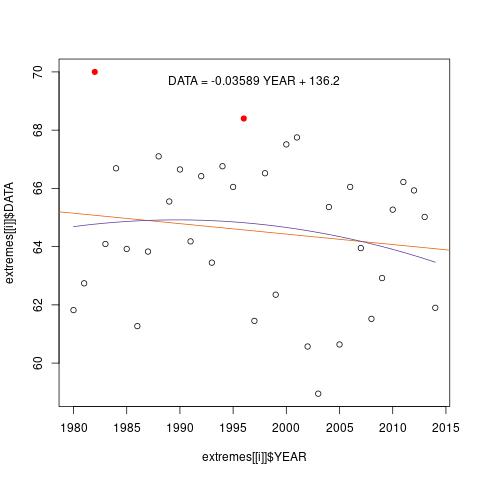 DATA = -0.03589 YEAR + 136.2
70
68
66
64
62
60
extremes[[i]]$DATA
1980 1985 1990 1995 2000 2005 2010 2015
extremes[[i]]$YEAR